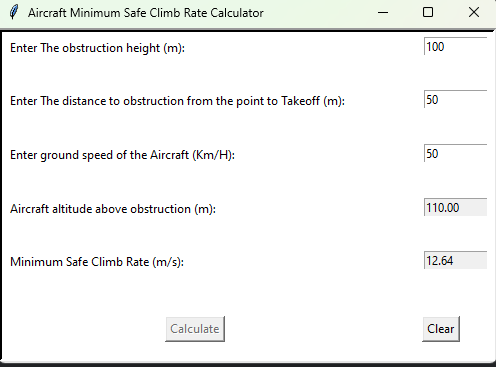 Aircraft Minimum Safe Climb Rate Calculator
Enter The obstruction height (m): 100
Enter The distance to obstruction from the point to Takeoff (m): 50
Enter ground speed of the Aircraft (Km/H): 50
Aircraft altitude above obstruction (m): 110.00
Minimum Safe Climb Rate (m/s): 12.64
Calculate Clear